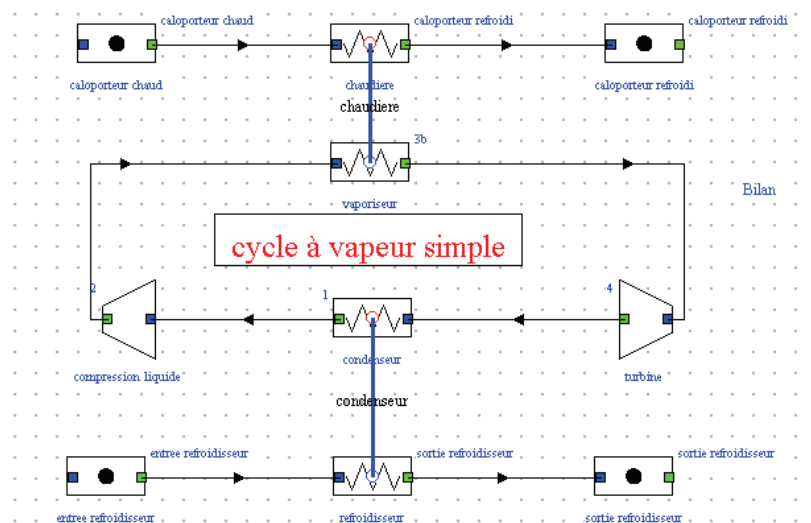 caloporteur chaud
caloporteur refroidi
caloporteur refroidi
caloporteur chaud
chaudiere
caloporteur refroidi
chaudiere
3b
Bilan
vaporiseur
cycle à vapeur simple
2
1
4
condenseur
compression liquide
turbine
condenseur
entree refroidisseur
sortie refroidisseur
sortie refroidisseur
entree refroidisseur
refroidisseur
sortie refroidisseur